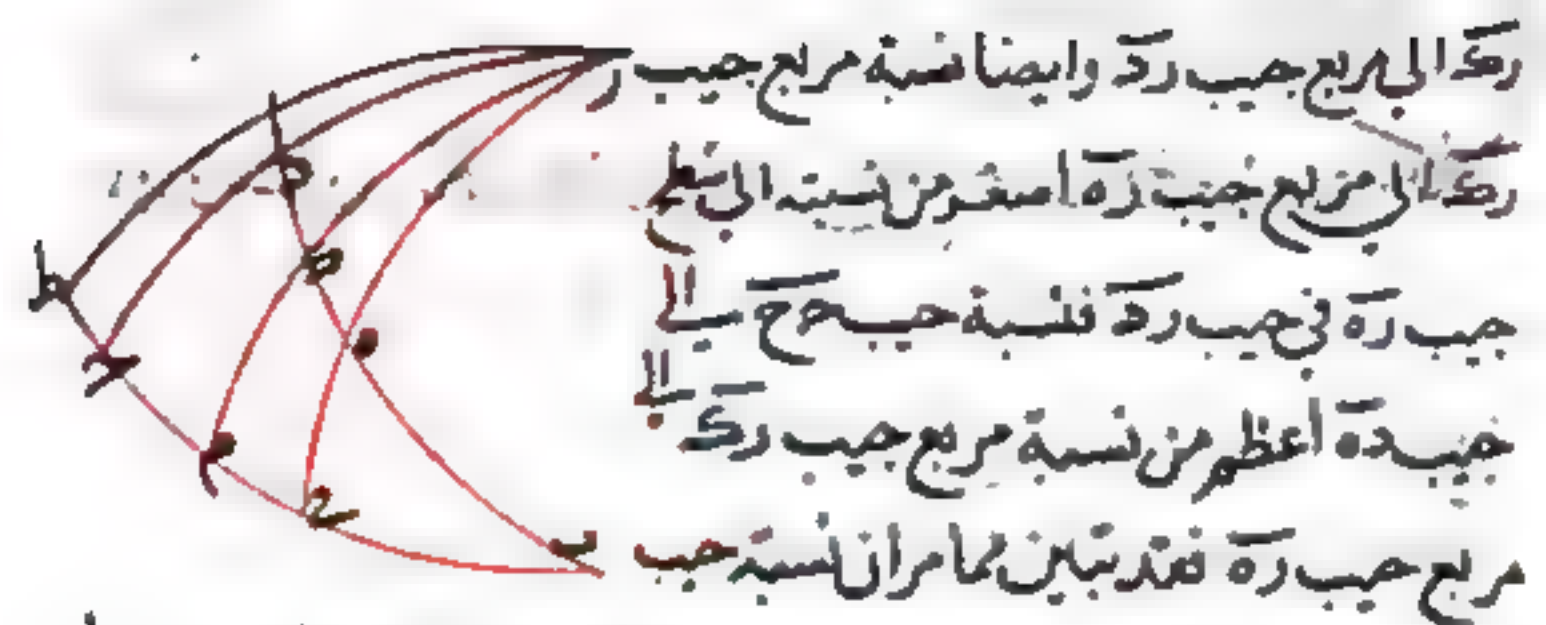 رك الى مربع جيب رد وايضا نسبة مربع جيب
رك الى مربع جيب ره اصغر من نسبته الى سطح
جيب ره في جيب رد فنسبة جيب ح ج الى
جيب ده اعظم من نسبة مربع جيب رك الى
مربع جيب ره فقد تبين مما مر ان نسبة جيب
ر
ط
م
ح
ب
ه